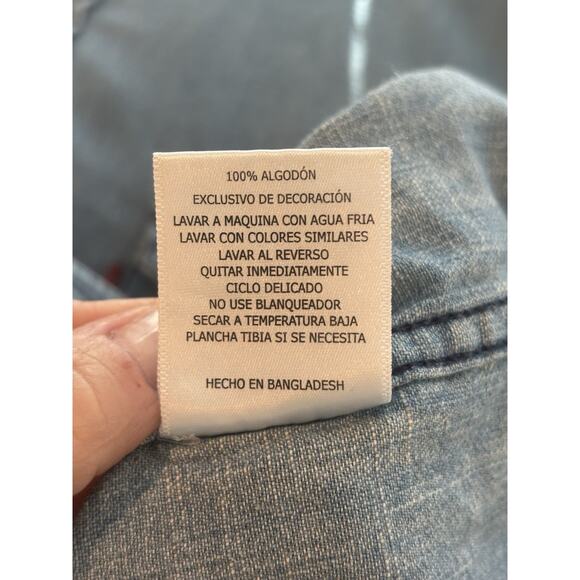 100% ALGODÓN
EXCLUSIVO DE DECORACIÓN
LAVAR A MAQUINA CON AGUA FRIA
LAVAR CON COLORES SIMILARES
LAVAR AL REVERSO
QUITAR INMEDIATAMENTE
CICLO DELICADO
NO USE BLANQUEADOR
SECAR A TEMPERATURA BAJA
PLANCHA TIBIA SI SE NECESITA
HECHO EN BANGLADESH